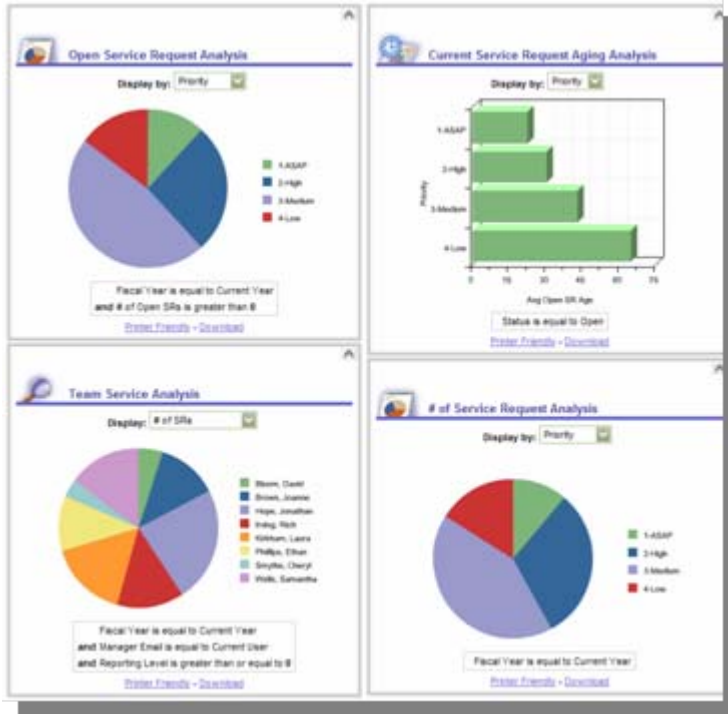 Open Service Request Analysis
Display by: Priority
1-ASAP
2-High
3-Medium
4-Low
Fiscal Year is equal to Current Year
and # of Open SRs is greater than 0
Printer Friendly - Download
Current Service Request Aging Analysis
Display by: Priority
Priority
1-ASAP
2-High
3-Medium
4-Low
0 15 30 45 60 75
Avg Open SR Age
Status is equal to Open
Printer Friendly - Download
Team Service Analysis
Display: # of SRs
Bloom, David
Brown, Joanne
Hope, Jonathan
Irving, Rich
Kirkham, Laura
Phillips, Ethan
Smythe, Cheryl
Wells, Samantha
Fiscal Year is equal to Current Year
and Manager Email is equal to Current User
and Reporting Level is greater than or equal to 0
Printer Friendly - Download
# of Service Request Analysis
Display by: Priority
1-ASAP
2-High
3-Medium
4-Low
Fiscal Year is equal to Current Year
Printer Friendly - Download